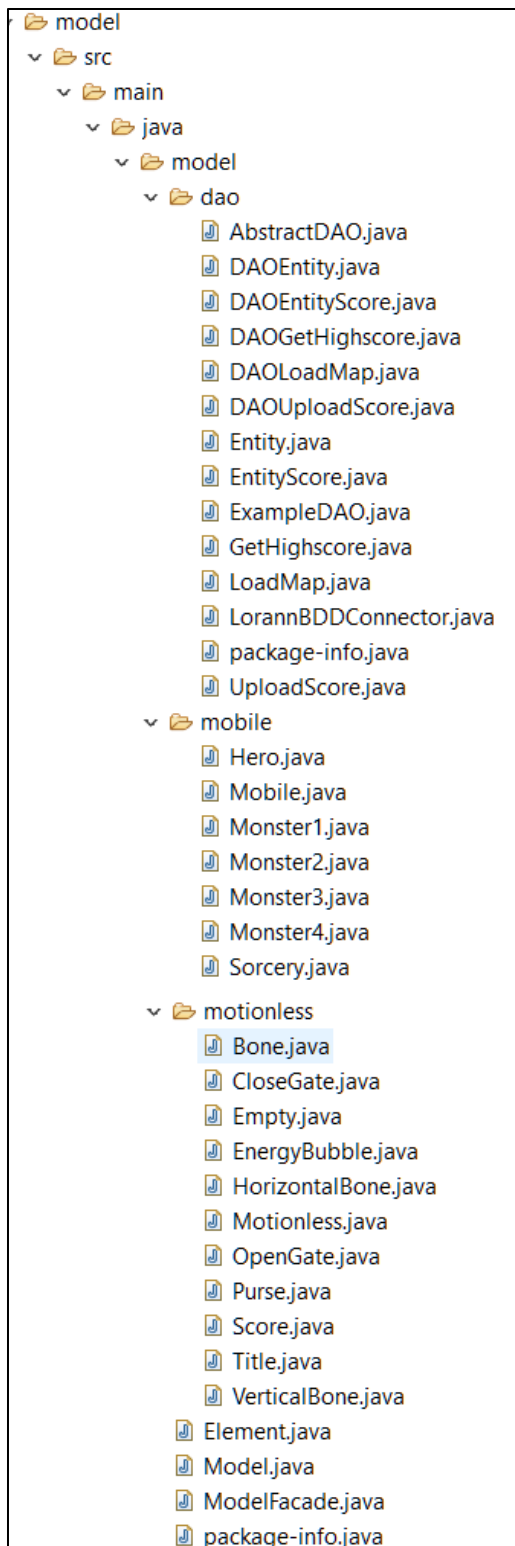 model
src
main
java
model
dao
AbstractDAO.java
DAOEntity.java
DAOEntityScore.java
DAOGetHighscore.java
DAOLoadMap.java
DAOUploadScore.java
Entity.java
EntityScore.java
ExampleDAO.java
GetHighscore.java
LoadMap.java
LorannBDDConnector.java
package-info.java
UploadScore.java
mobile
Hero.java
Mobile.java
Monster1.java
Monster2.java
Monster3.java
Monster4.java
Sorcery.java
motionless
Bone.java
CloseGate.java
Empty.java
EnergyBubble.java
HorizontalBone.java
Motionless.java
OpenGate.java
Purse.java
Score.java
Title.java
VerticalBone.java
Element.java
Model.java
ModelFacade.java
package-info.java